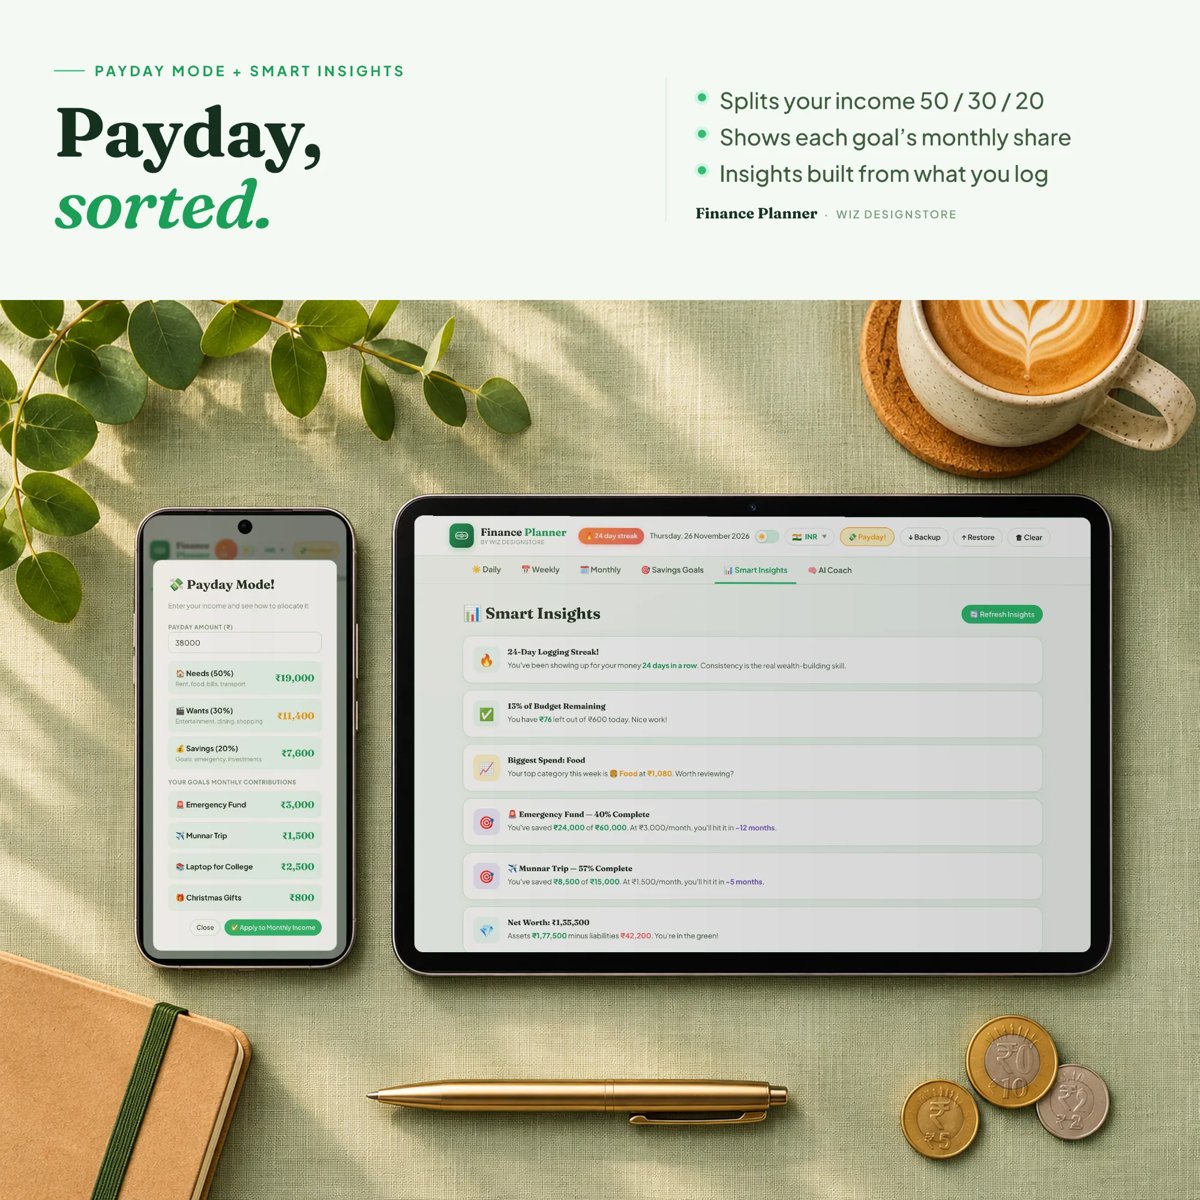 PAYDAY MODE + SMART INSIGHTS
Payday,
sorted.
Splits your income 50 / 30 / 20
Shows each goal's monthly share
Insights built from what you log
Finance Planner · WIZ DESIGNSTORE
Finance
Planner
💸 Payday Mode!
Enter your income and see how to allocate it
PAYDAY AMOUNT (₹)
38000
🏠 Needs (50%)
Rent, food, bills, transport
₹19,000
🎬 Wants (30%)
Entertainment, dining, shopping
₹11,400
💰 Savings (20%)
Goals, emergency, investments
₹7,600
YOUR GOALS MONTHLY CONTRIBUTIONS
🚨 Emergency Fund ₹3,000
✈️ Munnar Trip ₹1,500
📚 Laptop for College ₹2,500
🎁 Christmas Gifts ₹800
Close ✅ Apply to Monthly Income
Finance Planner
BY WIZ DESIGNSTORE
🔥 24 day streak Thursday, 26 November 2026 🇮🇳 INR ▼ 💸 Payday! ↓ Backup ↑ Restore 🗑 Clear
☀️ Daily 📅 Weekly 🗓️ Monthly 🎯 Savings Goals 📊 Smart Insights 🧠 AI Coach
📊 Smart Insights 🔄 Refresh Insights
24-Day Logging Streak!
You've been showing up for your money 24 days in a row. Consistency is the real wealth-building skill.
13% of Budget Remaining
You have ₹76 left out of ₹600 today. Nice work!
Biggest Spend: Food
Your top category this week is 🍔 Food at ₹1,080. Worth reviewing?
🚨 Emergency Fund — 40% Complete
You've saved ₹24,000 of ₹60,000. At ₹3,000/month, you'll hit it in ~12 months.
✈️ Munnar Trip — 57% Complete
You've saved ₹8,500 of ₹15,000. At ₹1,500/month, you'll hit it in ~5 months.
Net Worth: ₹1,35,300
Assets ₹1,77,500 minus liabilities ₹42,200. You're in the green!
₹0
10
₹
₹5
₹2